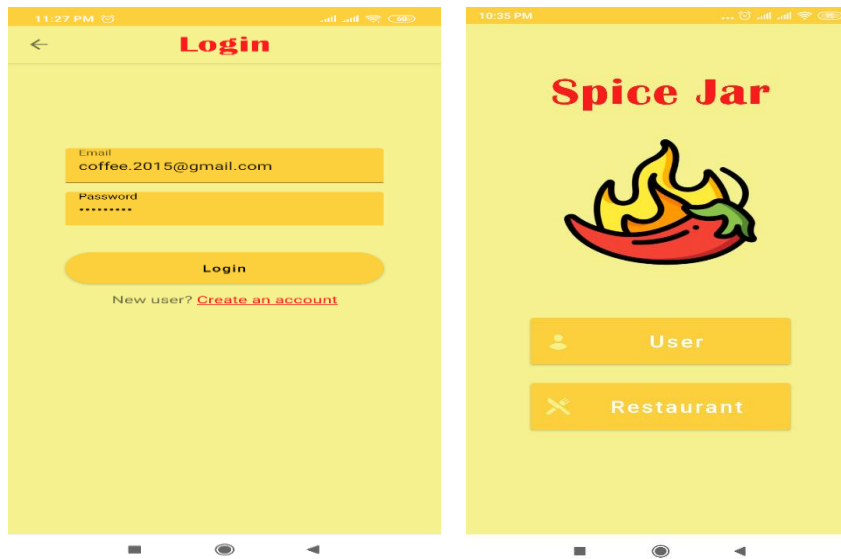 11:27 PM
Login
Email
coffee.2015@gmail.com
Password
•••••••••
Login
New user? Create an account
10:35 PM
Spice Jar
User
Restaurant